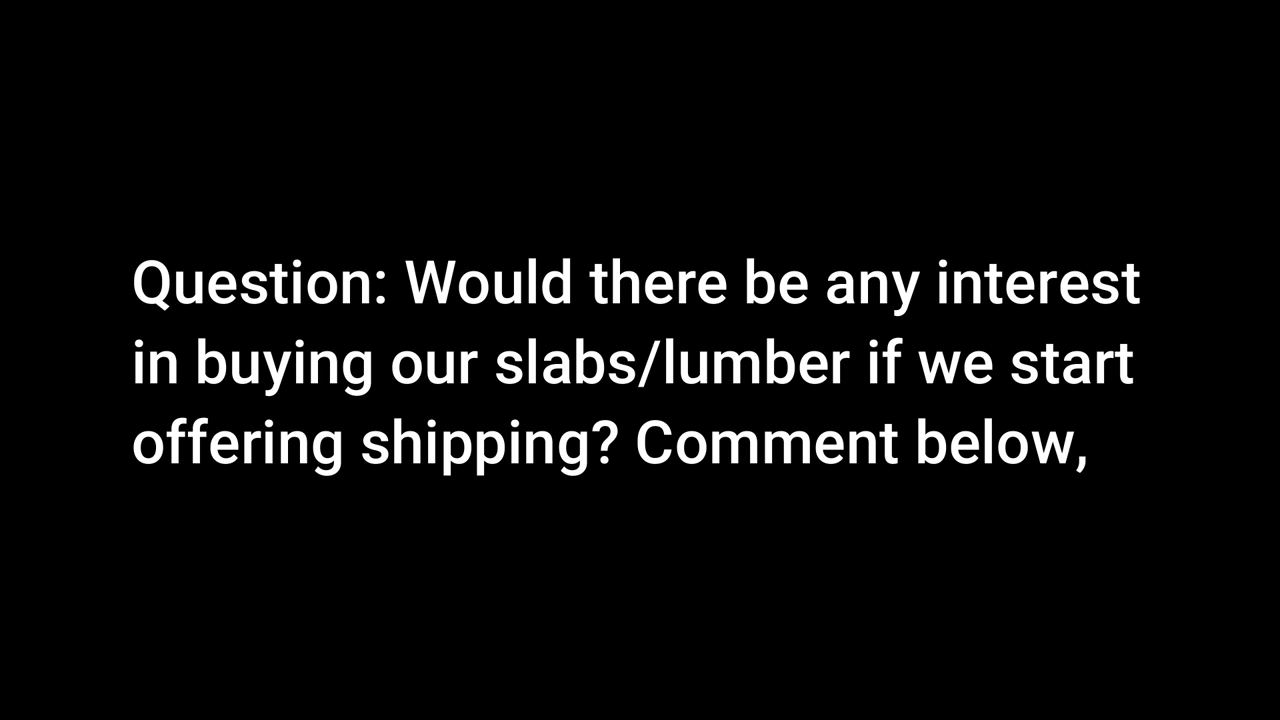 Question: Would there be any interest
in buying our slabs/lumber if we start
offering shipping? Comment below,